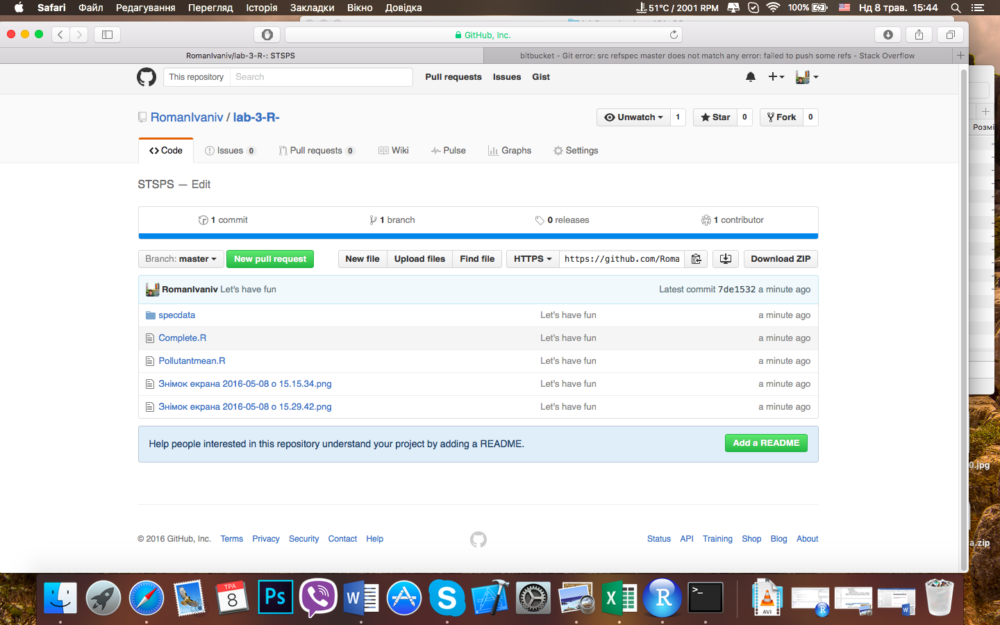 Safari Файл Редагування Перегляд Історія Закладки Вікно Довідка 51°C / 2001 RPM 100% Нд 8 трав. 15:44
GitHub, Inc.
RomanIvaniv/lab-3-R-: STSPS
bitbucket - Git error: src refspec master does not match any error: failed to push some refs - Stack Overflow
This repository Search Pull requests Issues Gist
RomanIvaniv / lab-3-R-
Unwatch 1 Star 0 Fork 0
Розмі
Code Issues 0 Pull requests 0 Wiki Pulse Graphs Settings
STSPS — Edit
1 commit 1 branch 0 releases 1 contributor
Branch: master New pull request New file Upload files Find file HTTPS https://github.com/Roma Download ZIP
RomanIvaniv Let's have fun Latest commit 7de1532 a minute ago
specdata Let's have fun a minute ago
Complete.R Let's have fun a minute ago
Pollutantmean.R Let's have fun a minute ago
Знімок екрана 2016-05-08 о 15.15.34.png Let's have fun a minute ago
Знімок екрана 2016-05-08 о 15.29.42.png Let's have fun a minute ago
Help people interested in this repository understand your project by adding a README. Add a README
0.jpg
© 2016 GitHub, Inc. Terms Privacy Security Contact Help Status API Training Shop Blog About
a.zip
ТРА
8
Ps
W
S
X
R
>_
AVI
R
W